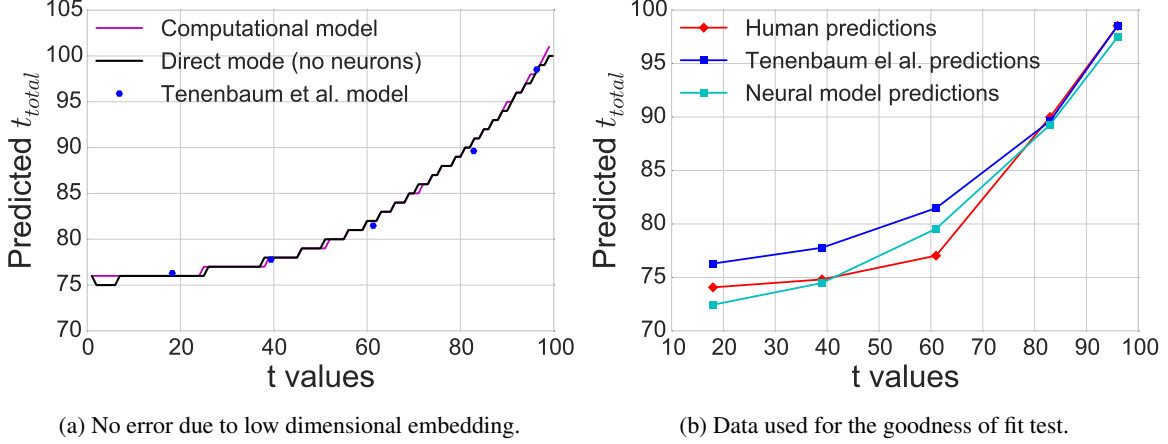 105
100
95
90
85
80
75
70
Predicted t_total
Computational model
Direct mode (no neurons)
Tenenbaum et al. model
0 20 40 60 80 100
t values
(a) No error due to low dimensional embedding.
100
95
90
85
80
75
70
Predicted t_total
Human predictions
Tenenbaum el al. predictions
Neural model predictions
10 20 30 40 50 60 70 80 90 100
t values
(b) Data used for the goodness of fit test.